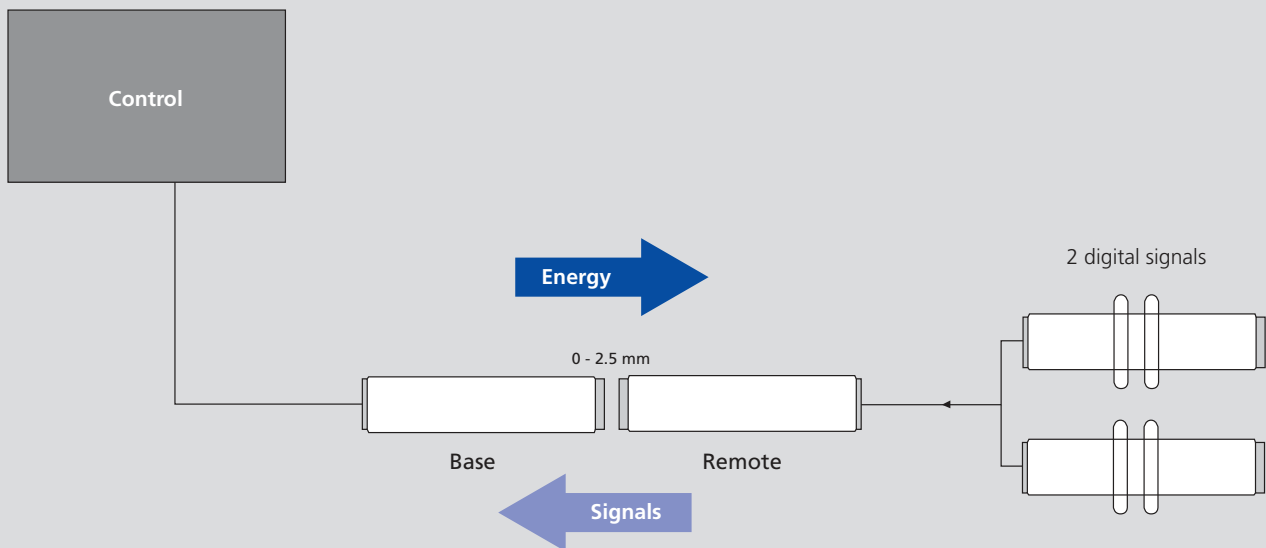 Control
Energy
2 digital signals
0 - 2.5 mm
Base
Remote
Signals